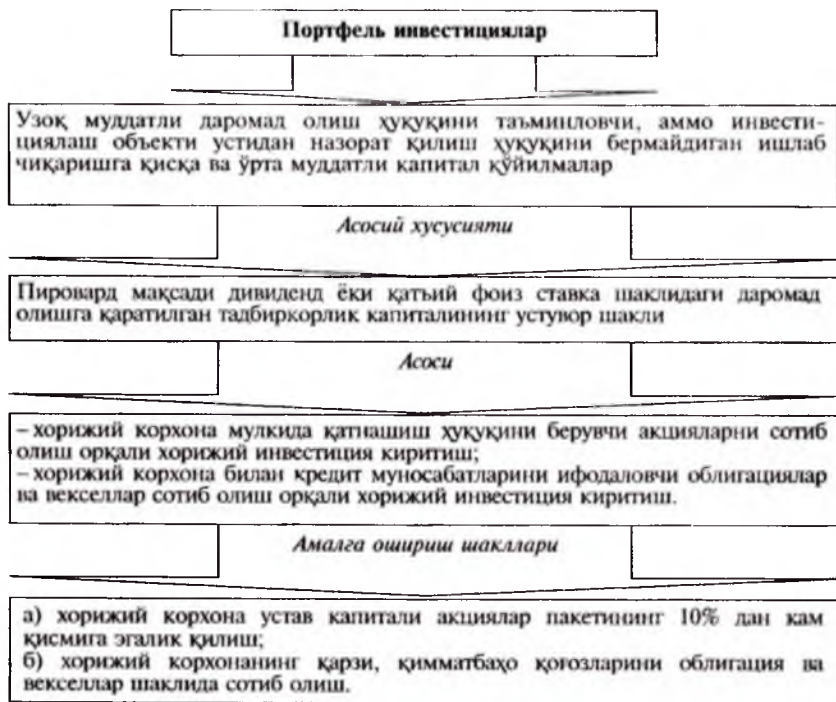 Портфель инвестициялар
Узоқ муддатли даромад олиш ҳуқуқини таъминловчи, аммо инвести-
циялаш объекти устидан назорат қилиш ҳуқуқини бермайдиган ишлаб
чиқаришга қисқа ва ўрта муддатли капитал қўйилмалар
Асосий хусусияти
Пировард мақсади дивиденд ёки қатъий фоиз ставка шаклидаги даромад
олишга қаратилган тадбиркорлик капиталининг устувор шакли
Асоси
– хорижий корхона мулкида қатнашиш ҳуқуқини берувчи акцияларни сотиб
олиш орқали хорижий инвестиция киритиш;
– хорижий корхона билан кредит муносабатларини ифодаловчи облигациялар
ва векселлар сотиб олиш орқали хорижий инвестиция киритиш.
Амалга ошириш шакллари
а) хорижий корхона устав капитали акциялар пакетининг 10% дан кам
қисмига эгалик қилиш;
б) хорижий корхонанинг қарзи, қимматбаҳо қоғозларини облигация ва
векселлар шаклида сотиб олиш.